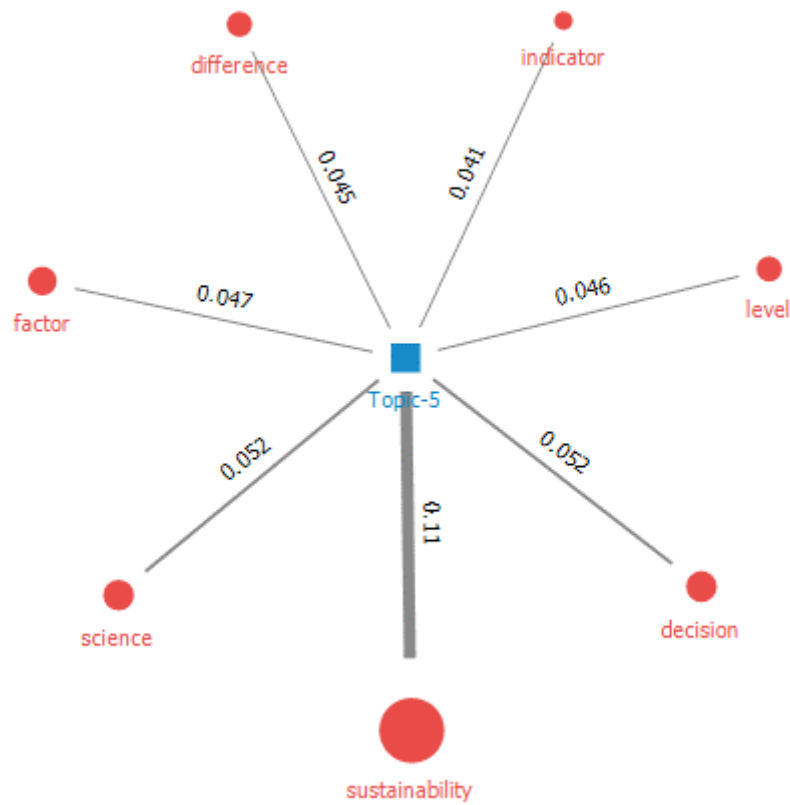 difference
indicator
0.045
0.041
factor
0.047
0.046
level
Topic-5
0.052
0.052
0.11
science
decision
sustainability